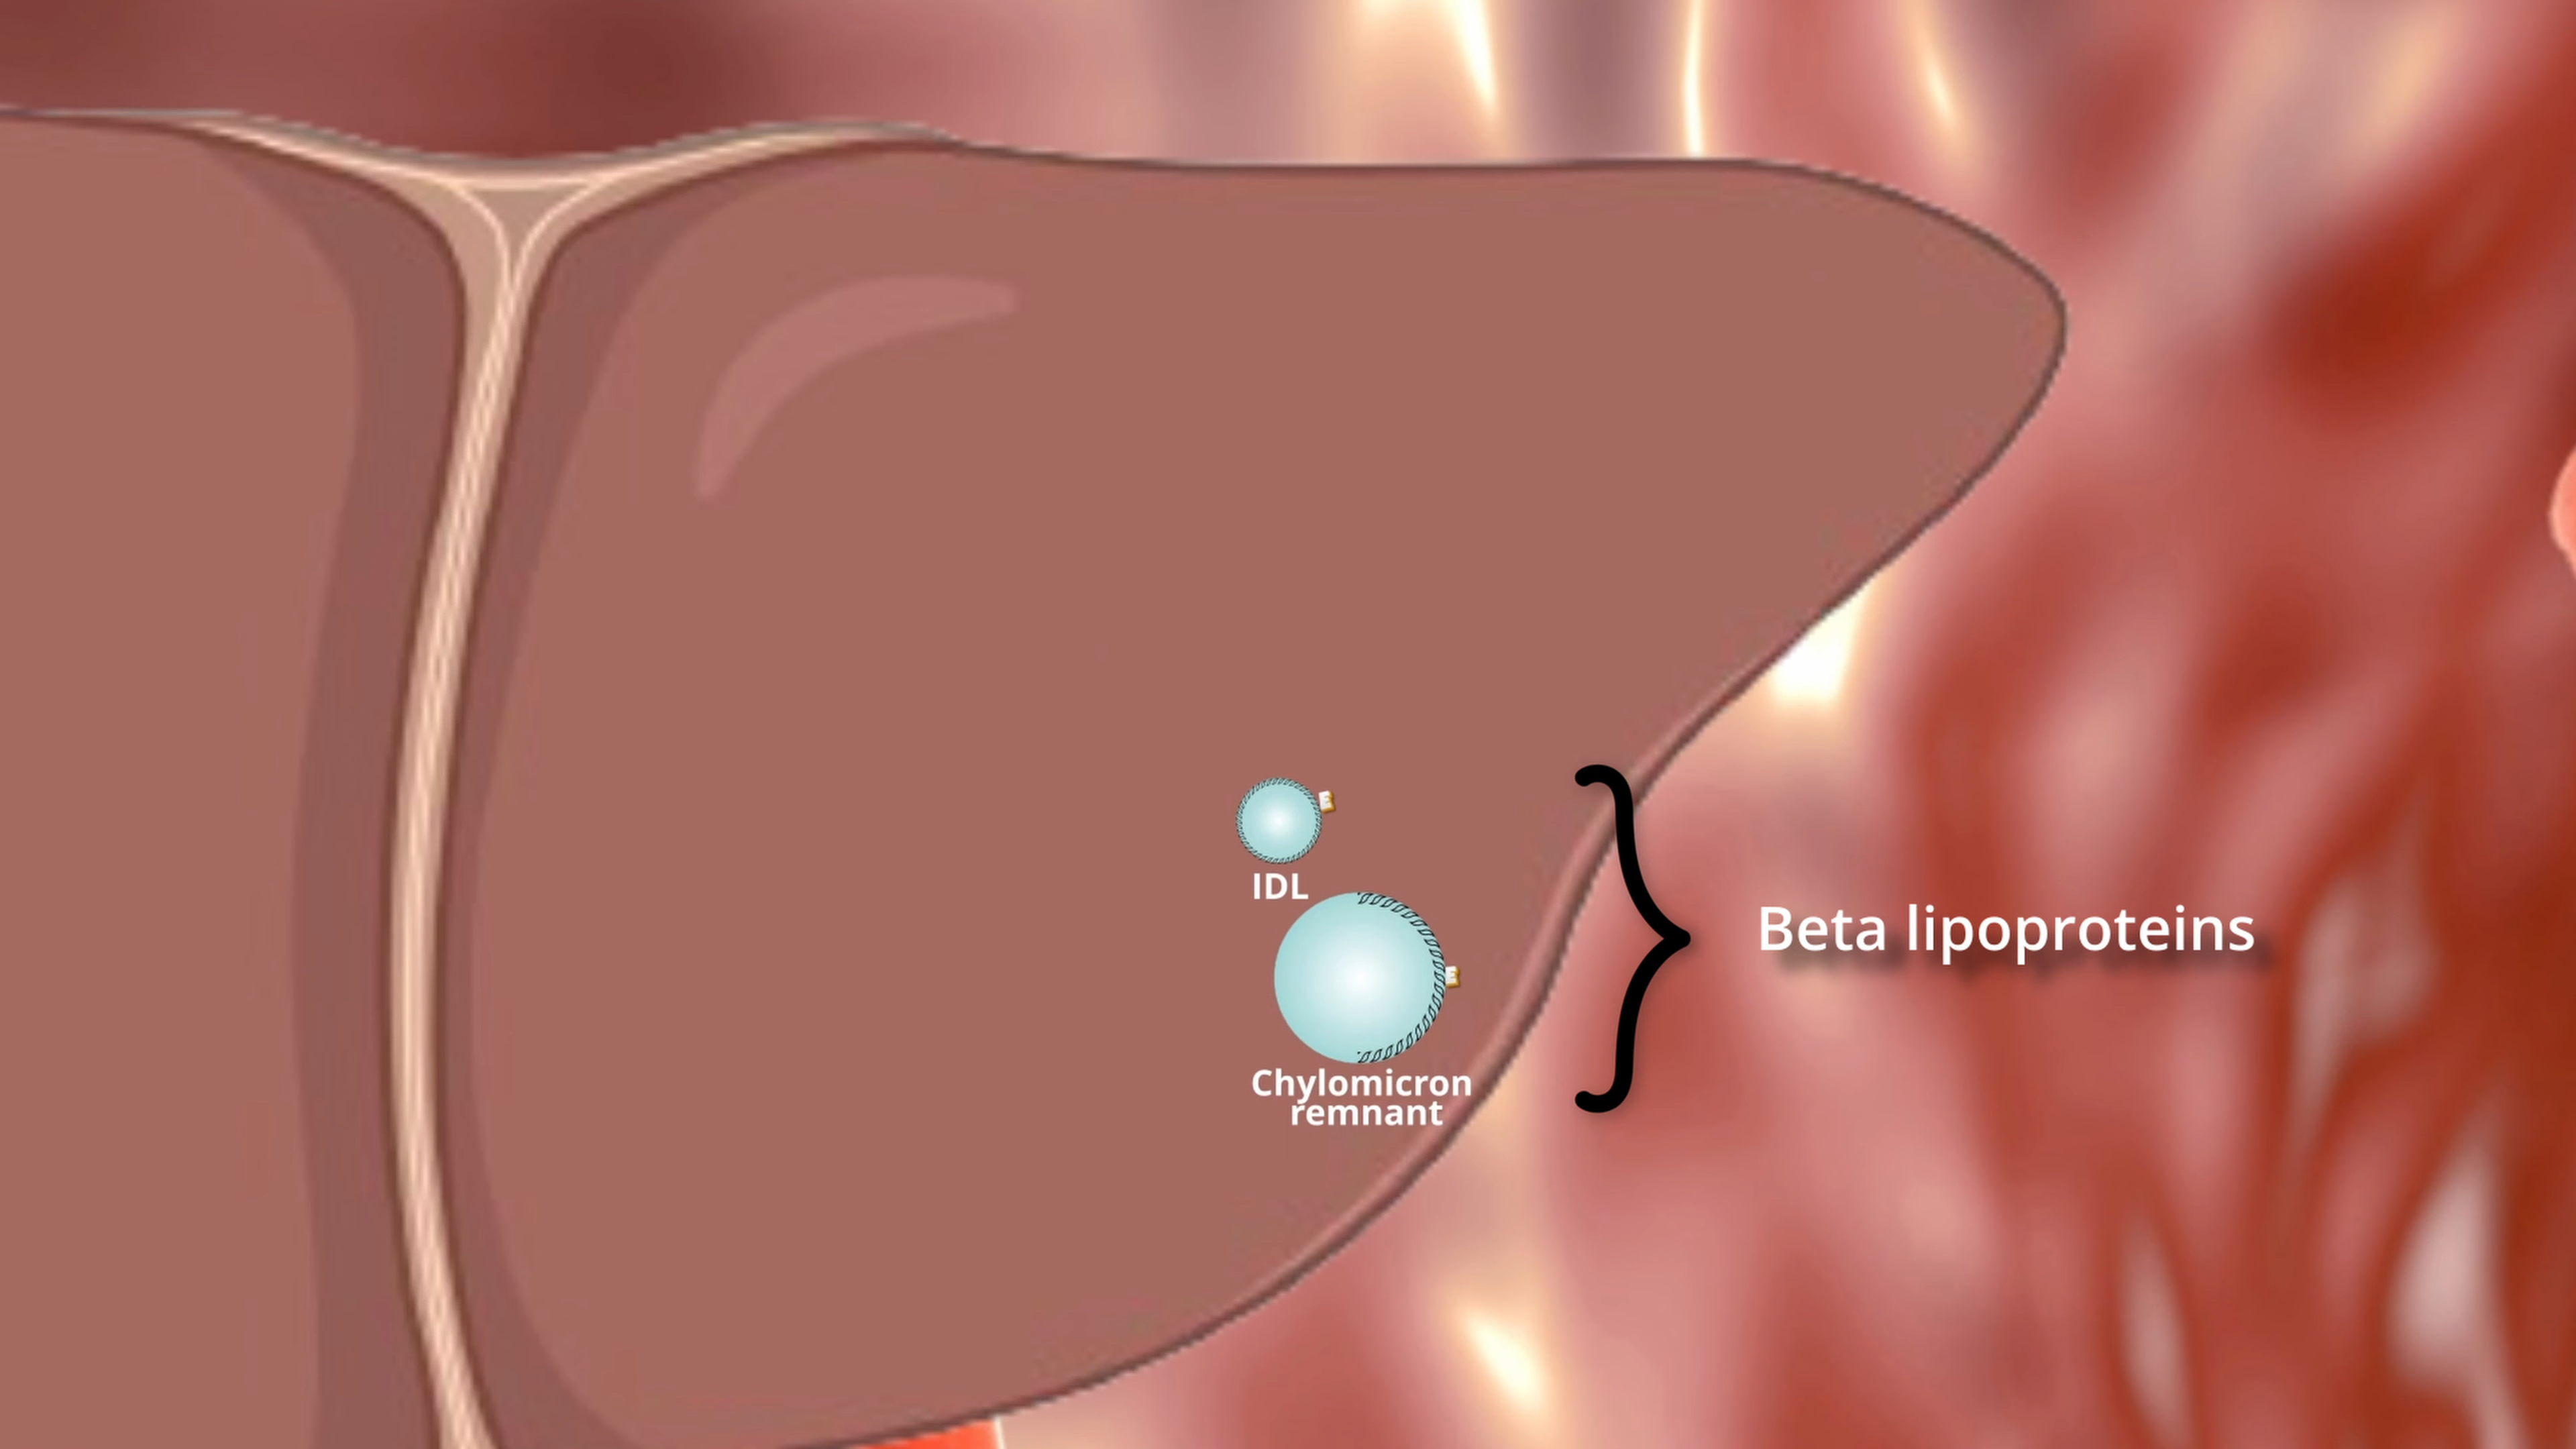 E
IDL
E
Chylomicron
remnant
Beta lipoproteins